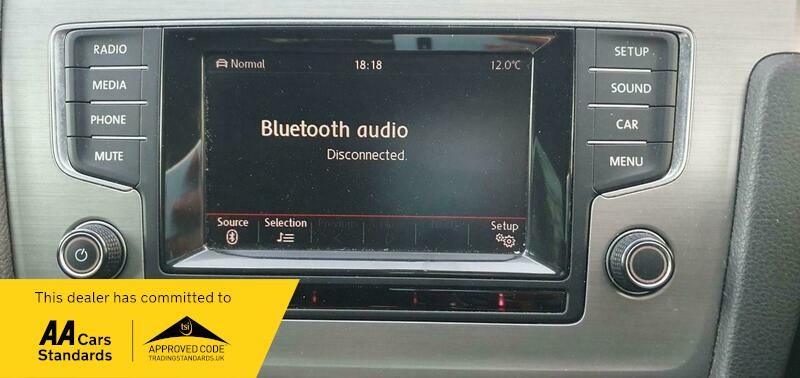 RADIO
MEDIA
PHONE
MUTE
Normal 18:18 12.0°C
Bluetooth audio
Disconnected.
Source Selection Setup
SETUP
SOUND
CAR
MENU
This dealer has committed to
AA Cars
Standards
tsi
APPROVED CODE
TRADINGSTANDARDS.UK